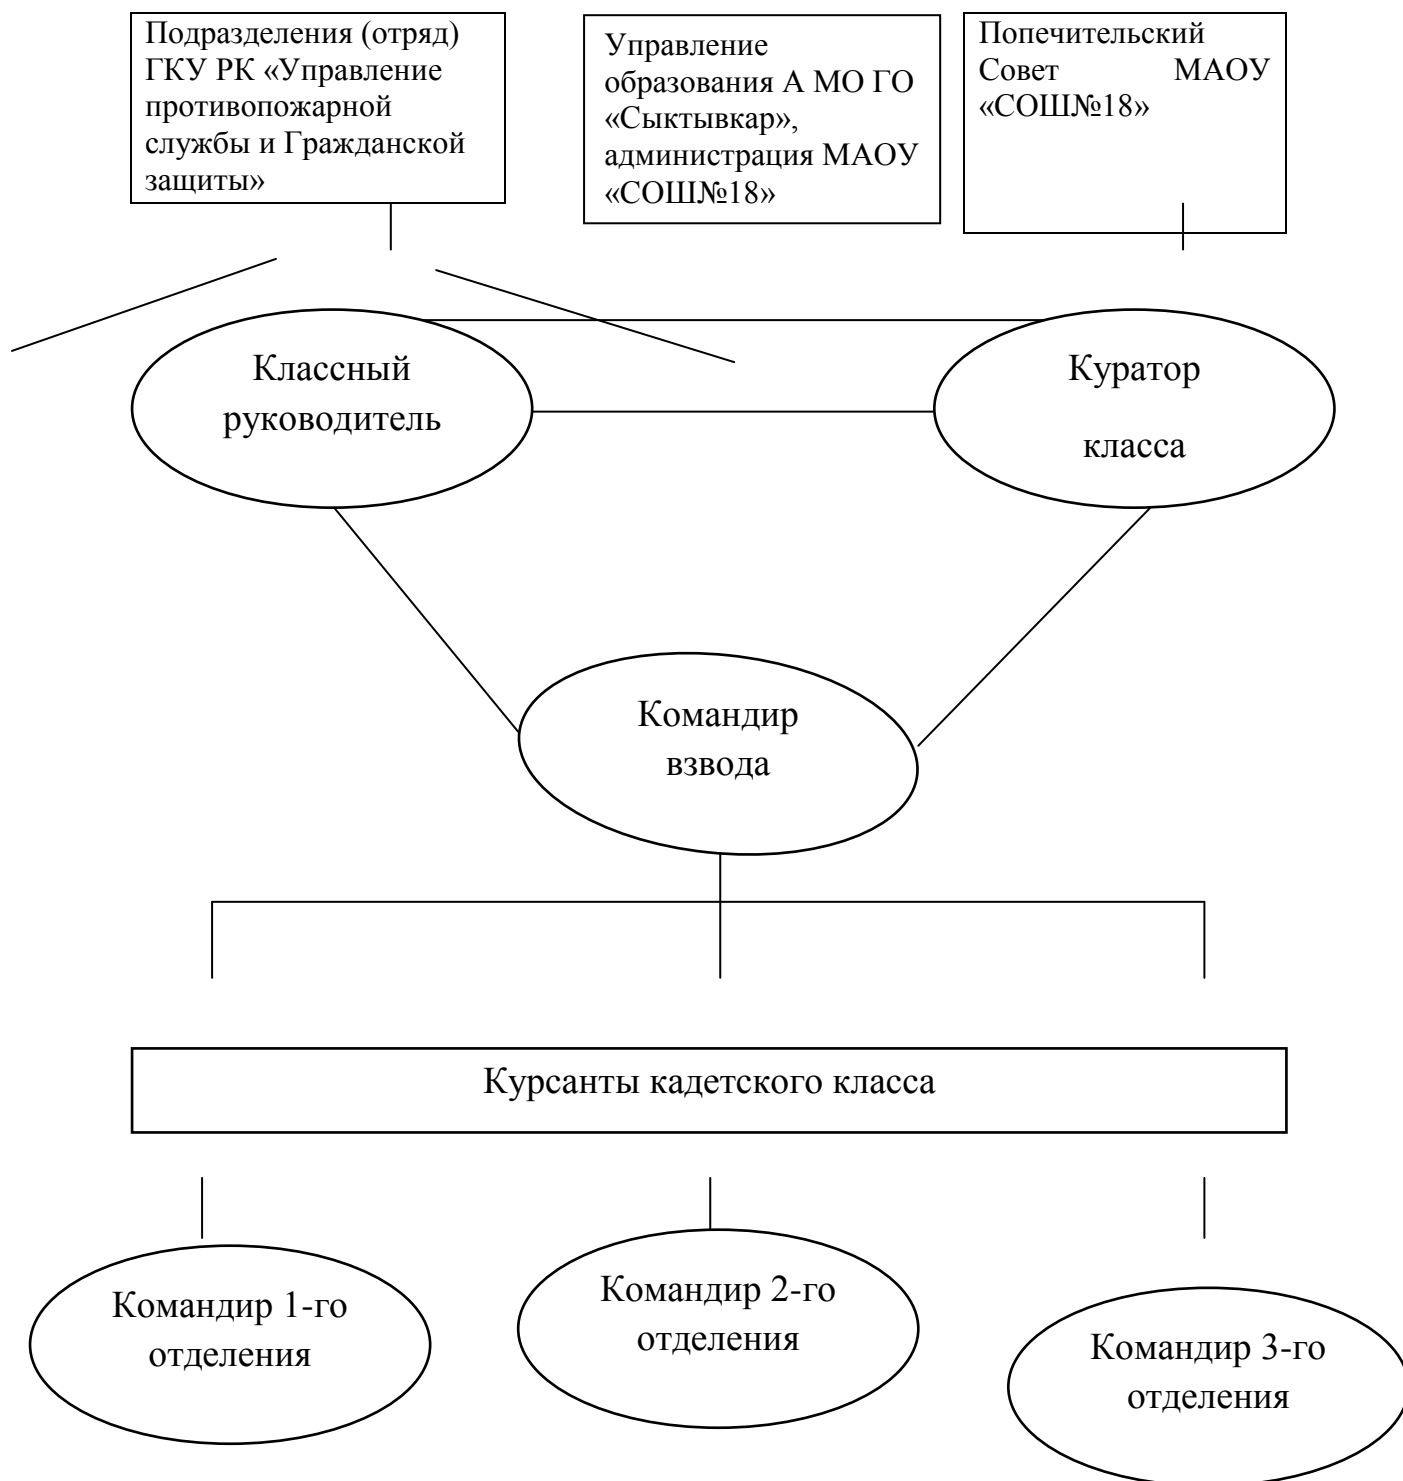 Подразделения (отряд)
ГКУ РК «Управление
противопожарной
службы и Гражданской
защиты»
Управление
образования А МО ГО
«Сыктывкар»,
администрация МАОУ
«СОШ№18»
Попечительский
Совет МАОУ
«СОШ№18»
Классный
руководитель
Куратор
класса
Командир
взвода
Курсанты кадетского класса
Командир 1-го
отделения
Командир 2-го
отделения
Командир 3-го
отделения